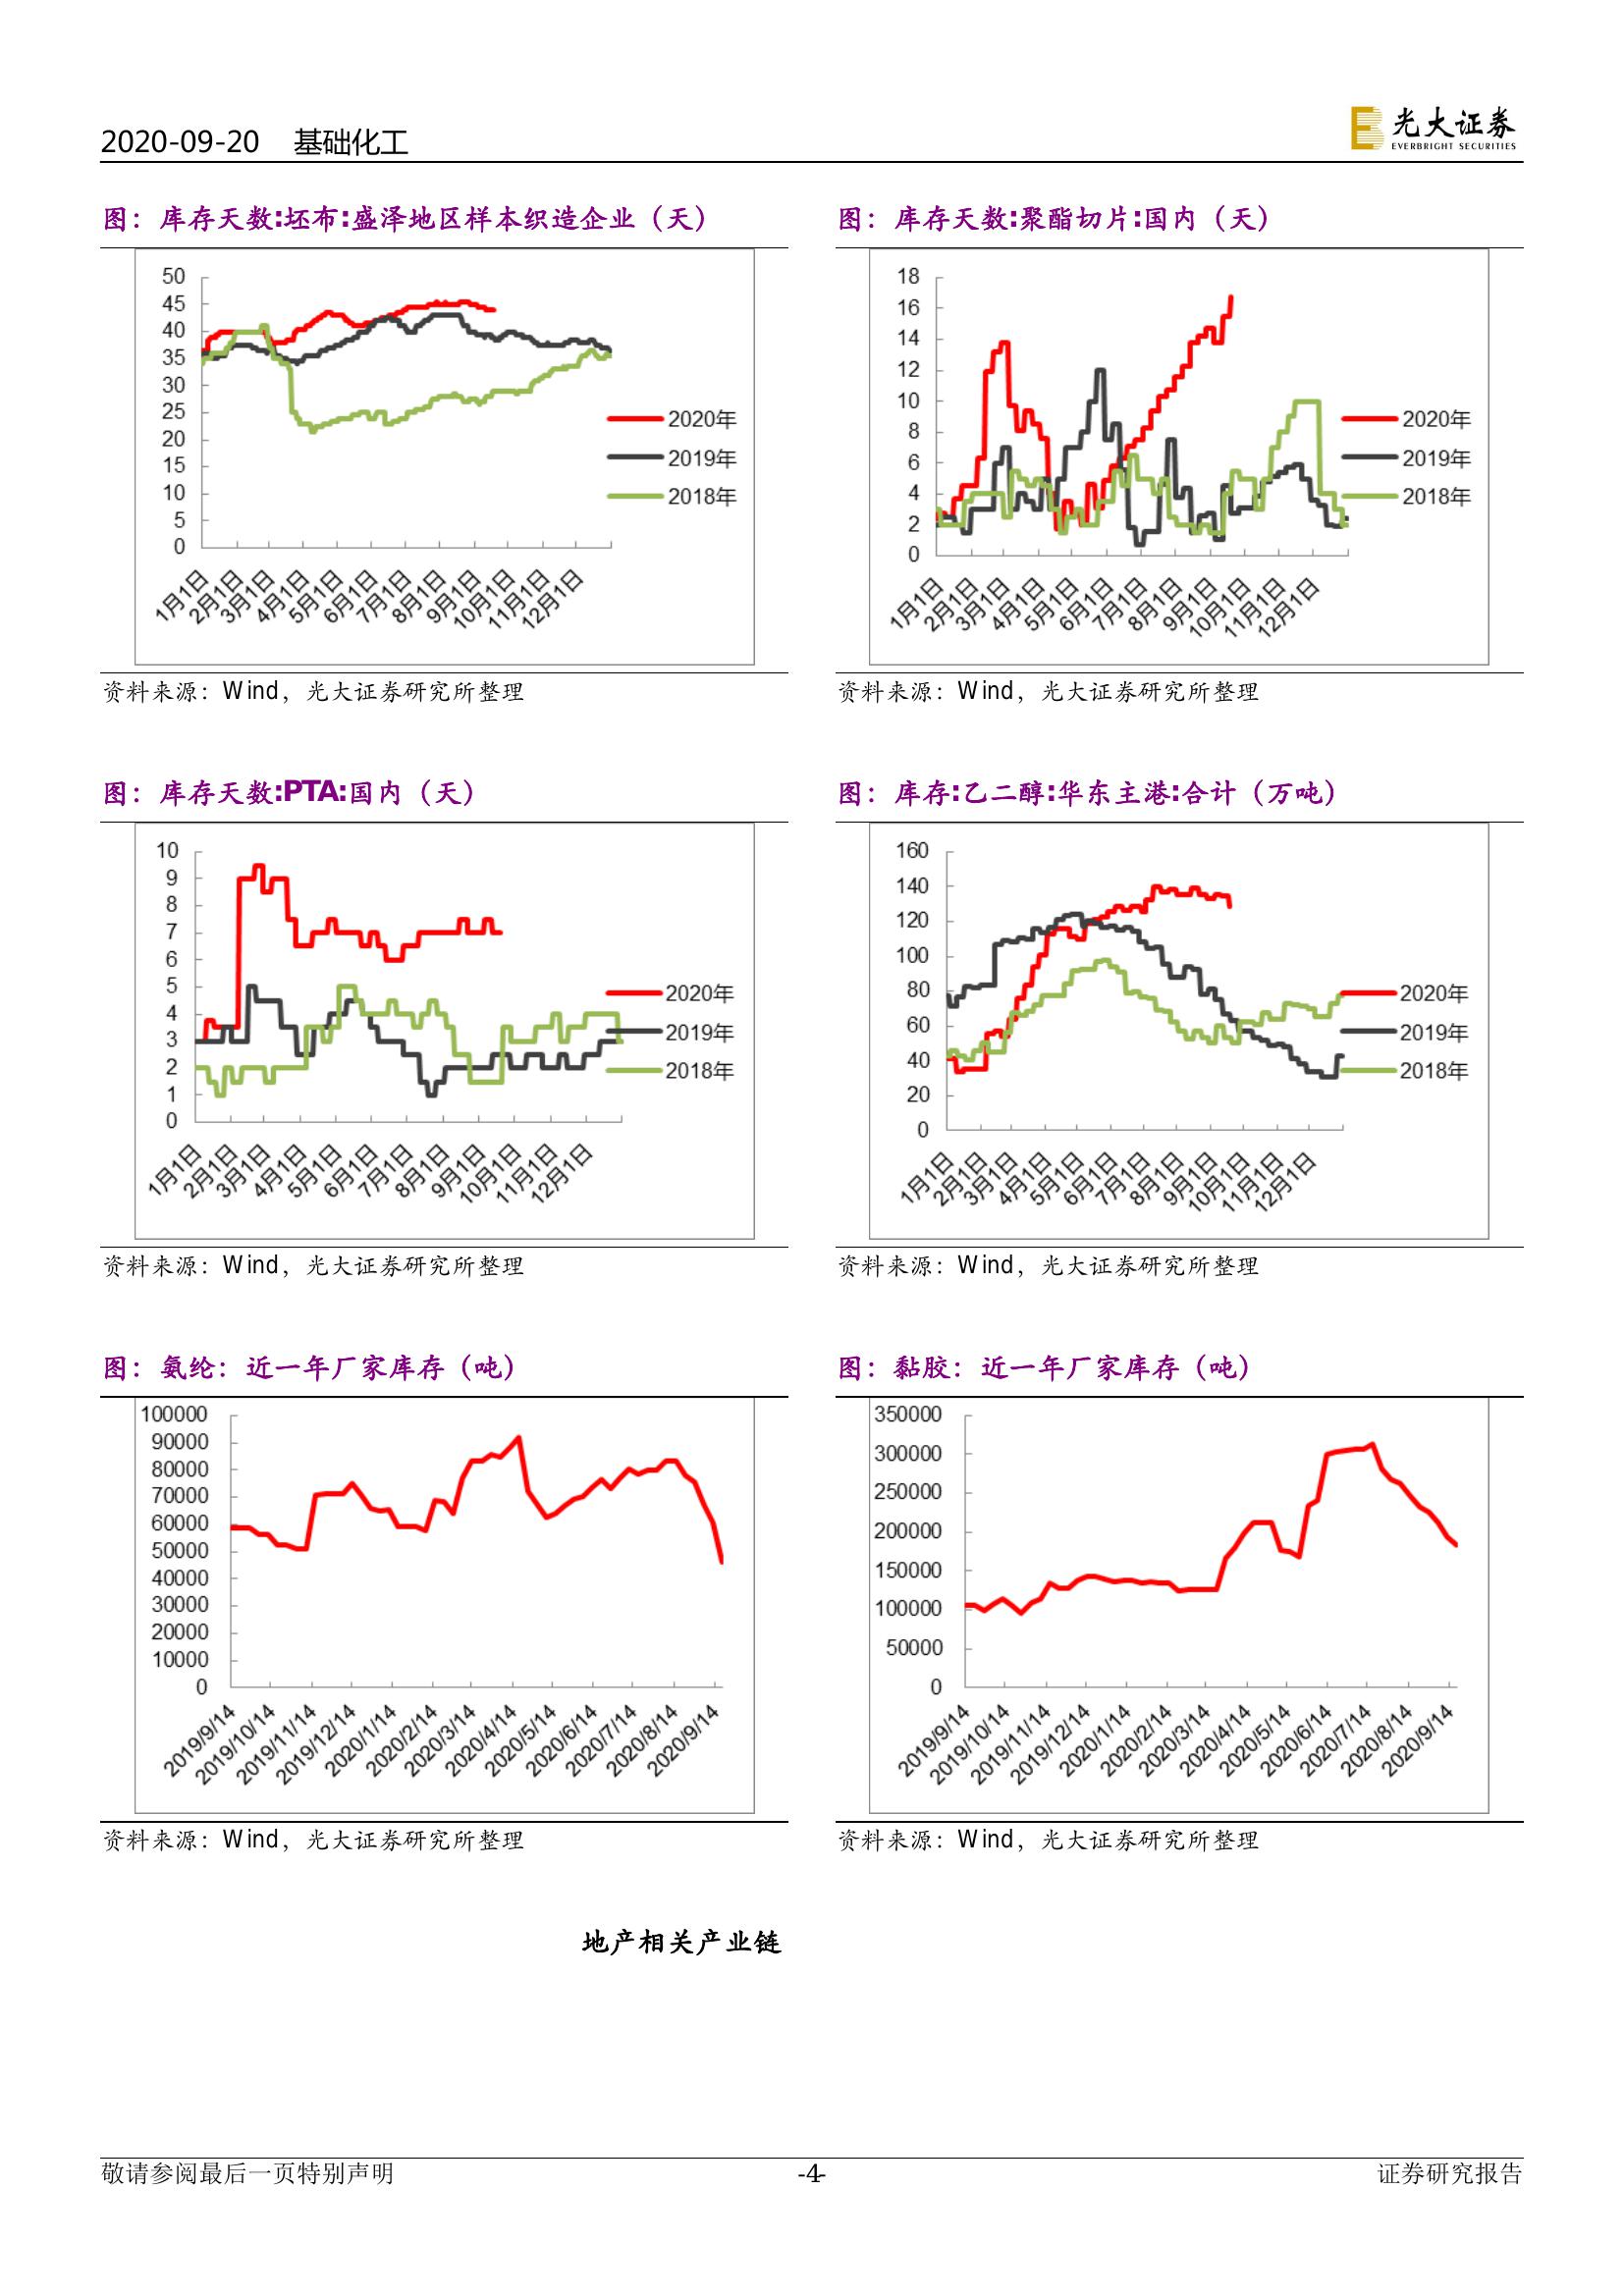 2020-09-20 基础化工
光大证券
EVERBRIGHT SECURITIES
图：库存天数:坯布:盛泽地区样本织造企业（天）
50
45
40
35
30
25
20
15
10
5
0
1月1日
2月1日
3月1日
4月1日
5月1日
6月1日
7月1日
8月1日
9月1日
10月1日
11月1日
12月1日
2020年
2019年
2018年
资料来源：Wind，光大证券研究所整理
图：库存天数:聚酯切片:国内（天）
18
16
14
12
10
8
6
4
2
0
1月1日
2月1日
3月1日
4月1日
5月1日
6月1日
7月1日
8月1日
9月1日
10月1日
11月1日
12月1日
2020年
2019年
2018年
资料来源：Wind，光大证券研究所整理
图：库存天数:PTA:国内（天）
10
9
8
7
6
5
4
3
2
1
0
1月1日
2月1日
3月1日
4月1日
5月1日
6月1日
7月1日
8月1日
9月1日
10月1日
11月1日
12月1日
2020年
2019年
2018年
资料来源：Wind，光大证券研究所整理
图：库存:乙二醇:华东主港:合计（万吨）
160
140
120
100
80
60
40
20
0
1月1日
2月1日
3月1日
4月1日
5月1日
6月1日
7月1日
8月1日
9月1日
10月1日
11月1日
12月1日
2020年
2019年
2018年
资料来源：Wind，光大证券研究所整理
图：氨纶：近一年厂家库存（吨）
100000
90000
80000
70000
60000
50000
40000
30000
20000
10000
0
2019/9/14
2019/10/14
2019/11/14
2019/12/14
2020/1/14
2020/2/14
2020/3/14
2020/4/14
2020/5/14
2020/6/14
2020/7/14
2020/8/14
2020/9/14
资料来源：Wind，光大证券研究所整理
图：黏胶：近一年厂家库存（吨）
350000
300000
250000
200000
150000
100000
50000
0
2019/9/14
2019/10/14
2019/11/14
2019/12/14
2020/1/14
2020/2/14
2020/3/14
2020/4/14
2020/5/14
2020/6/14
2020/7/14
2020/8/14
2020/9/14
资料来源：Wind，光大证券研究所整理
地产相关产业链
敬请参阅最后一页特别声明
-4-
证券研究报告